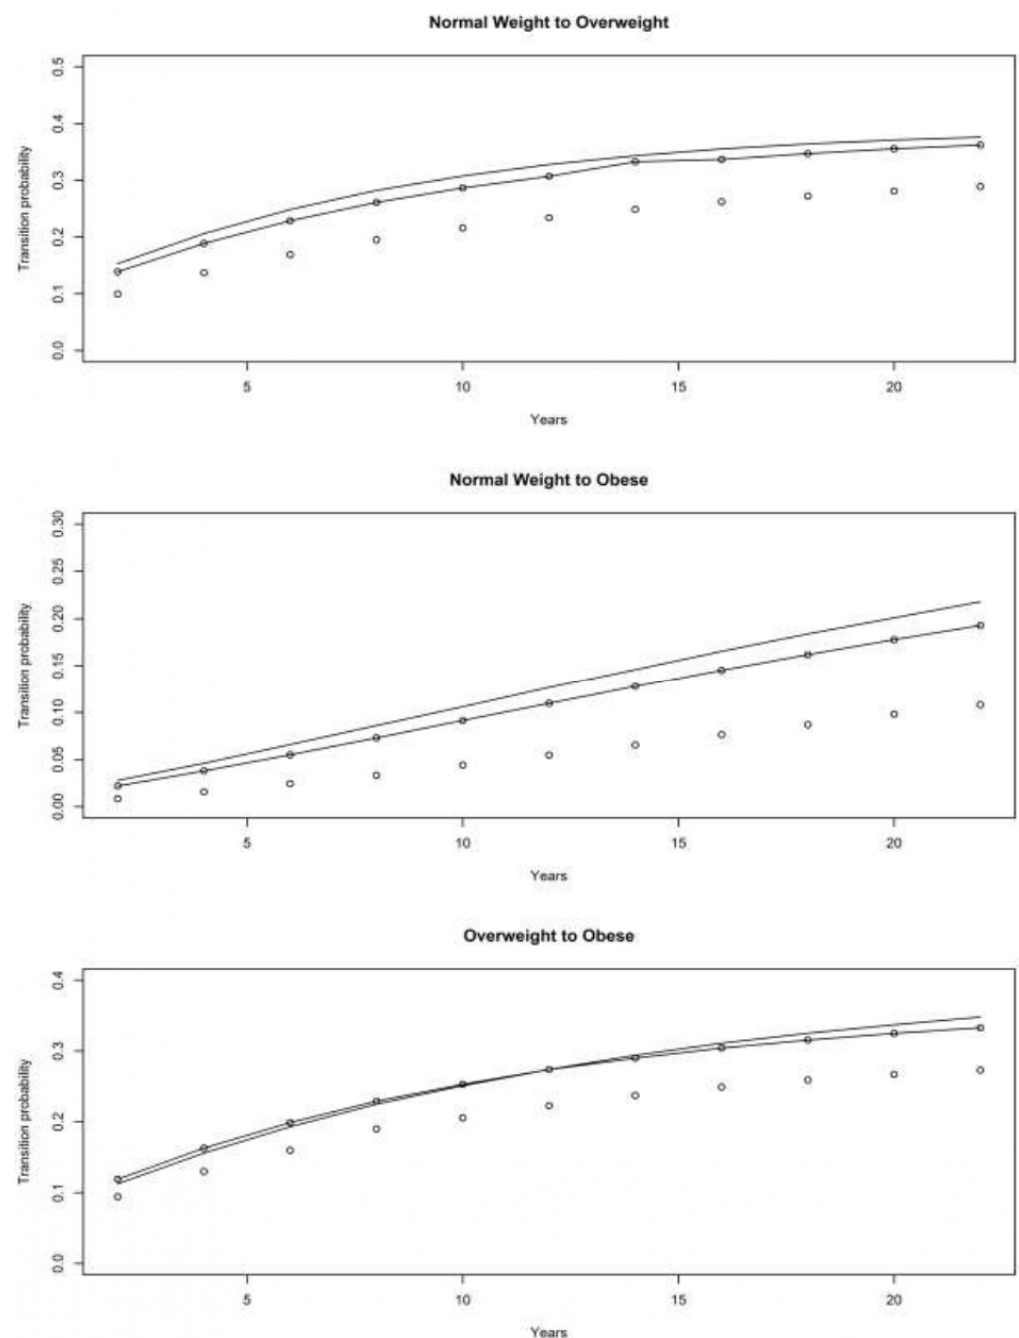 Normal Weight to Overweight
0.5
0.4
0.3
0.2
0.1
0.0
Transition probability
5 10 15 20
Years
Normal Weight to Obese
0.30
0.25
0.20
0.15
0.10
0.05
0.00
Transition probability
5 10 15 20
Years
Overweight to Obese
0.4
0.3
0.2
0.1
0.0
Transition probability
5 10 15 20
Years